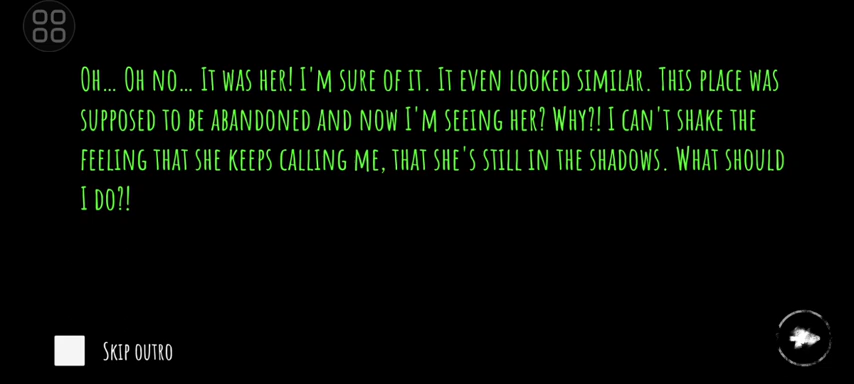 Oh... Oh no... It was her! I'm sure of it. It even looked similar. This place was
supposed to be abandoned and now I'm seeing her? Why?! I can't shake the
feeling that she keeps calling me, that she's still in the shadows. What should
I do?!
Skip outro